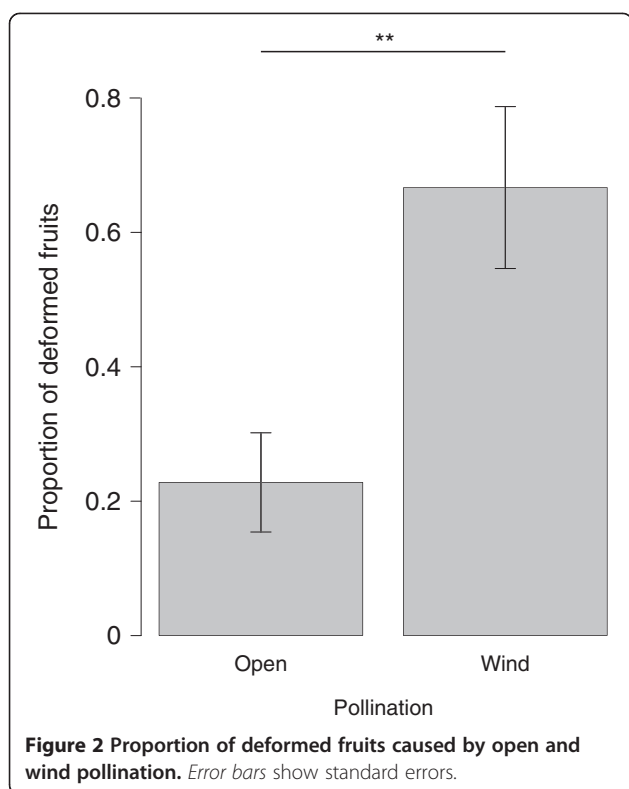 **
0.8
0.6
0.4
0.2
0
Proportion of deformed fruits
Open
Wind
Pollination
Figure 2 Proportion of deformed fruits caused by open and
wind pollination. Error bars show standard errors.